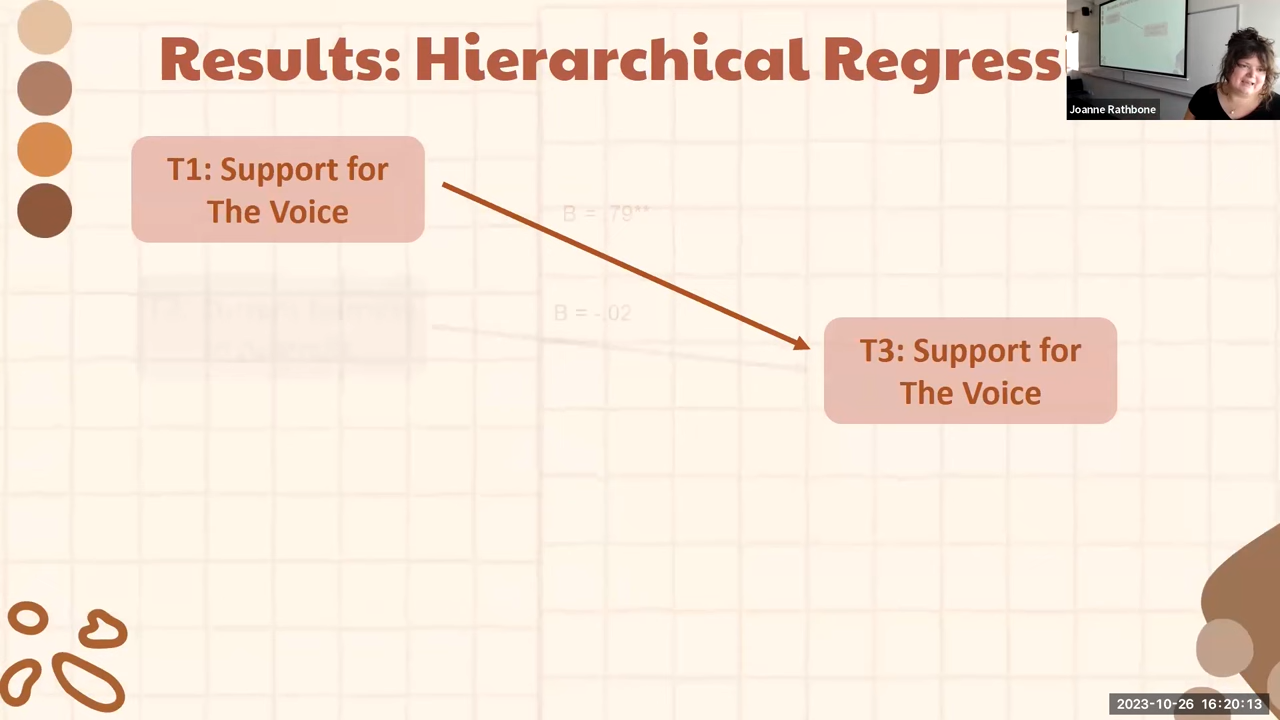 Results: Hierarchical Regress
Joanne Rathbone
T1: Support for
The Voice
B = .79**
B = -.02
T3: Support for
The Voice
2023-10-26 16:20:13